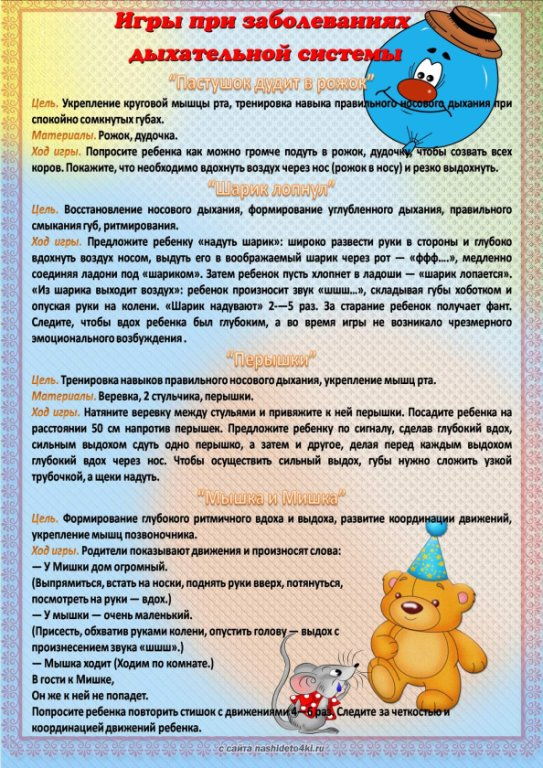 Игры при заболеваниях
дыхательной системы
“Пастушок дудит в рожок”
Цель. Укрепление круговой мышцы рта, тренировка навыка правильного носового дыхания при
спокойно сомкнутых губах.
Материалы. Рожок, дудочка.
Ход игры. Попросите ребенка как можно громче подуть в рожок, дудочку, чтобы созвать всех
коров. Покажите, что необходимо вдохнуть воздух через нос (рожок в носу) и резко выдохнуть.
“Шарик лопнул”
Цель. Восстановление носового дыхания, формирование углубленного дыхания, правильного
смыкания губ, ритмирования.
Ход игры. Предложите ребенку «надуть шарик»: широко развести руки в стороны и глубоко
вдохнуть воздух носом, выдуть его в воображаемый шарик через рот — «ффф….», медленно
соединяя ладони под «шариком». Затем ребенок пусть хлопнет в ладоши — «шарик лопается».
«Из шарика выходит воздух»: ребенок произносит звук «шшш…», складывая губы хоботком и
опуская руки на колени. «Шарик надувают» 2-—5 раз. За старание ребенок получает фант.
Следите, чтобы вдох ребенка был глубоким, а во время игры не возникало чрезмерного
эмоционального возбуждения .
“Перышки”
Цель. Тренировка навыков правильного носового дыхания, укрепление мышц рта.
Материалы. Веревка, 2 стульчика, перышки.
Ход игры. Натяните веревку между стульями и привяжите к ней перышки. Посадите ребенка на
расстоянии 50 см напротив перышек. Предложите ребенку по сигналу, сделав глубокий вдох,
сильным выдохом сдуть одно перышко, а затем и другое, делая перед каждым выдохом
глубокий вдох через нос. Чтобы осуществить сильный выдох, губы нужно сложить узкой
трубочкой, а щеки надуть.
“Мышка и Мишка”
Цель. Формирование глубокого ритмичного вдоха и выдоха, развитие координации движений,
укрепление мышц позвоночника.
Ход игры. Родители показывают движения и произносят слова:
— У Мишки дом огромный.
(Выпрямиться, встать на носки, поднять руки вверх, потянуться,
посмотреть на руки — вдох.)
— У мышки — очень маленький.
(Присесть, обхватив руками колени, опустить голову — выдох с
произнесением звука «шшш».)
— Мышка ходит (Ходим по комнате.)
В гости к Мишке,
Он же к ней не попадет.
Попросите ребенка повторить стишок с движениями 4—6 раз. Следите за четкостью и
координацией движений ребенка.
с сайта nashideto4ki.ru